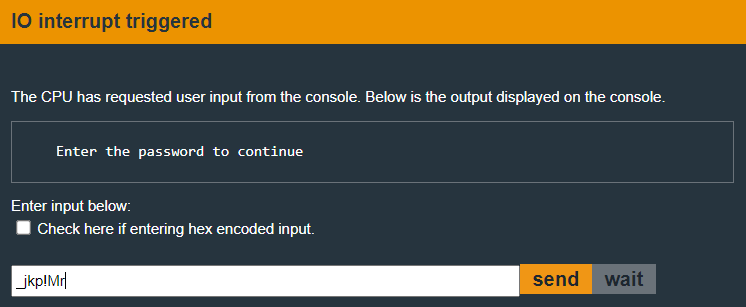 IO interrupt triggered
The CPU has requested user input from the console. Below is the output displayed on the console.
Enter the password to continue
Enter input below:
Check here if entering hex encoded input.
_jkp!Mr
send wait